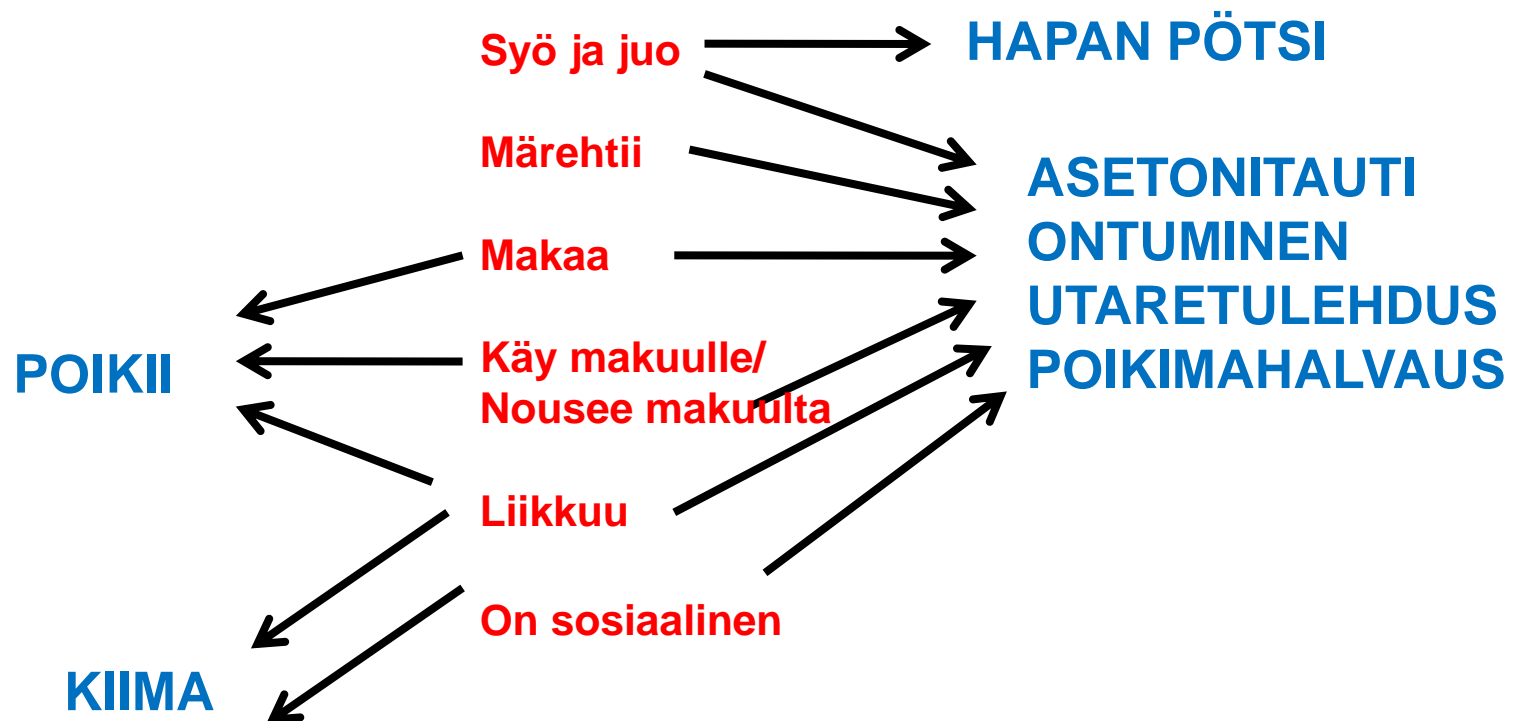 Syö ja juo
HAPAN PÖTSI
Märehtii
ASETONITAUTI
ONTUMINEN
UTARETULEHDUS
POIKIMAHALVAUS
Makaa
POIKII
Käy makuulle/
Nousee makuulta
Liikkuu
On sosiaalinen
KIIMA